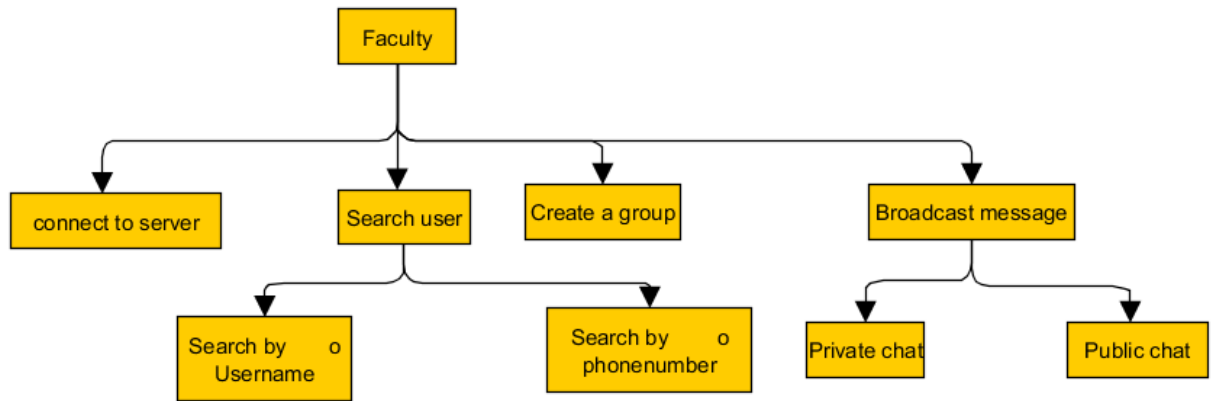 Faculty
connect to server
Search user
Create a group
Broadcast message
Search by o
Username
Search by o
phonenumber
Private chat
Public chat